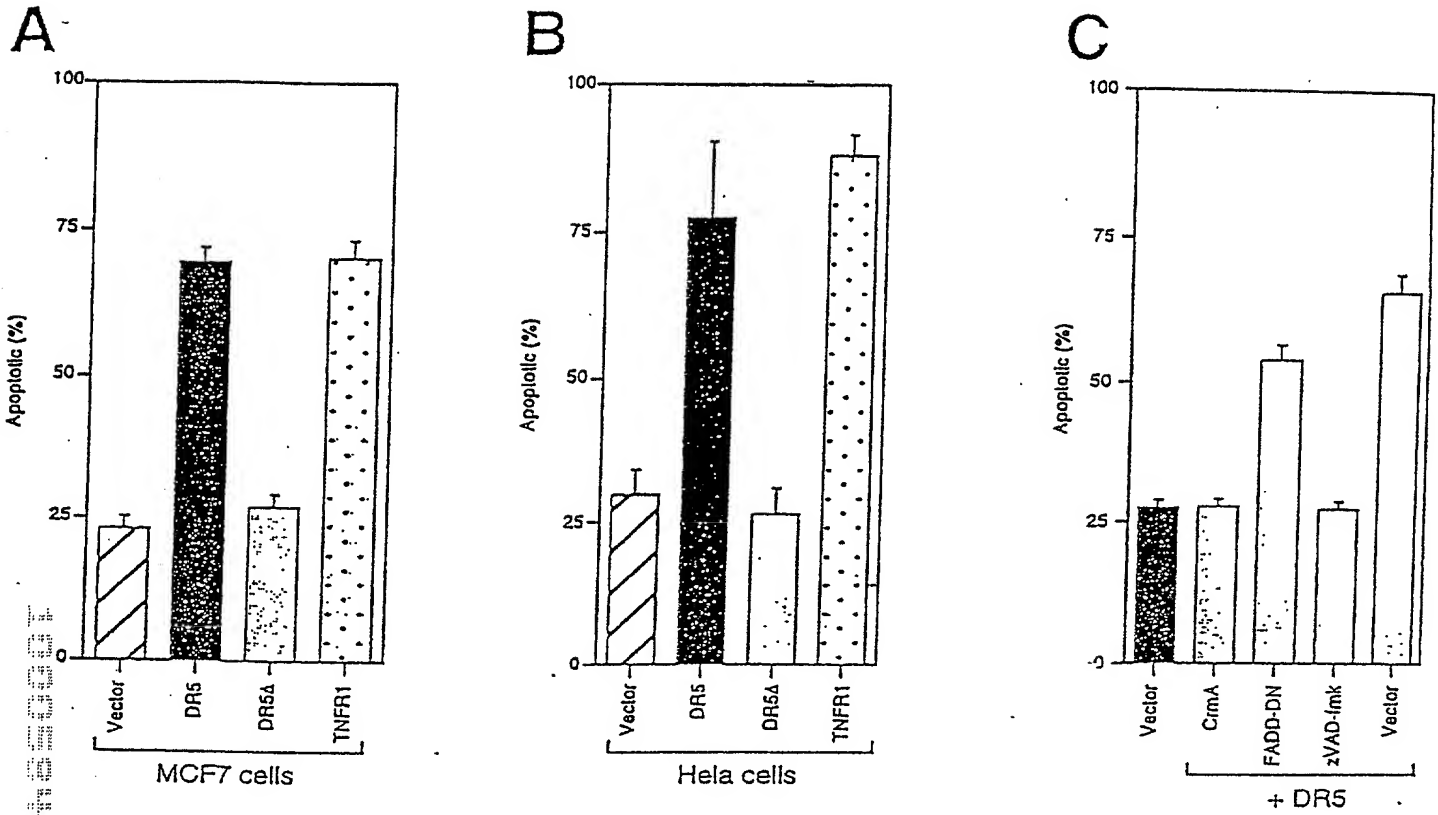 A
Apoptotic (%)
100
75
50
25
0
Vector
DR5
DR5Δ
TNFR1
MCF7 cells
B
Apoptotic (%)
100
75
50
25
0
Vector
DR5
DR5Δ
TNFR1
Hela cells
C
Apoptotic (%)
100
75
50
25
0
Vector
CrmA
FADD-DN
zVAD-fmk
Vector
+ DR5